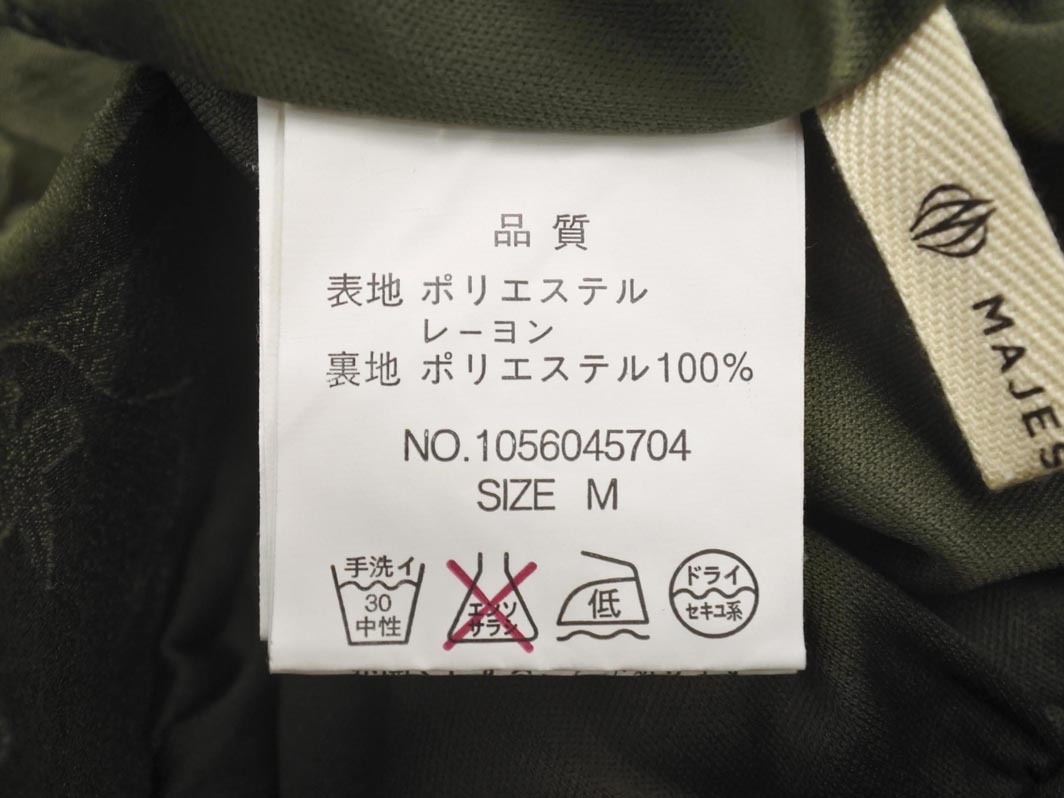 品質
表地 ポリエステル
レーヨン
裏地 ポリエステル100%
NO.1056045704
SIZE M
手洗イ
30
中性
エンソ
サラシ
低
ドライ
セキユ系
MAJES